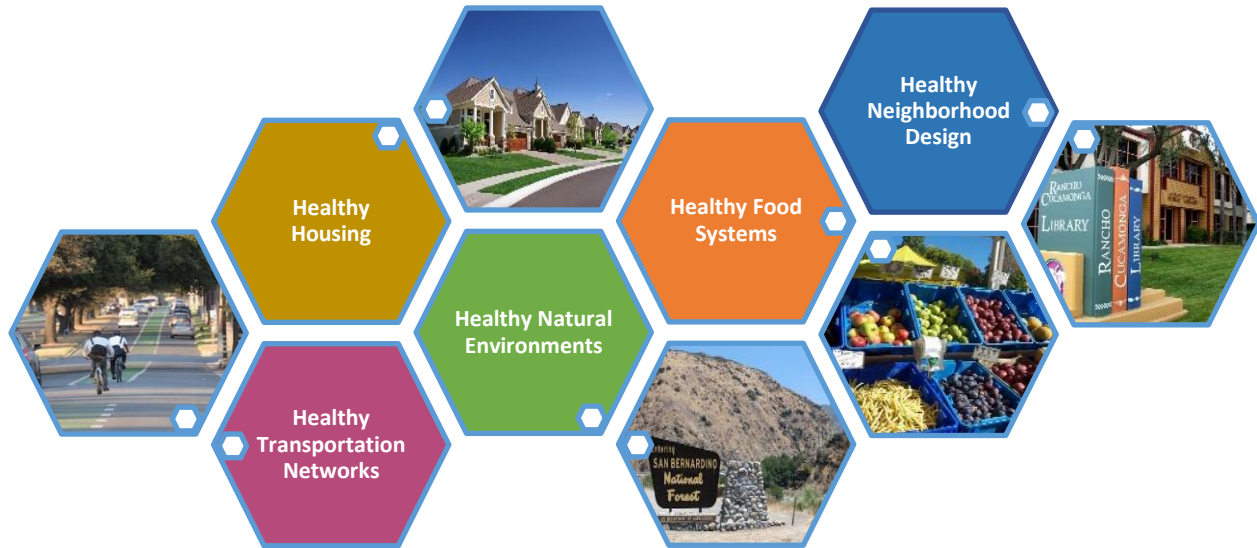 Healthy
Housing
Healthy
Transportation
Networks
Healthy Natural
Environments
Healthy Food
Systems
Healthy
Neighborhood
Design
Entering
SAN BERNARDINO
National
Forest
RANCHO
CUCAMONGA
LIBRARY
RANCHO
CUCAMONGA
LIBRARY